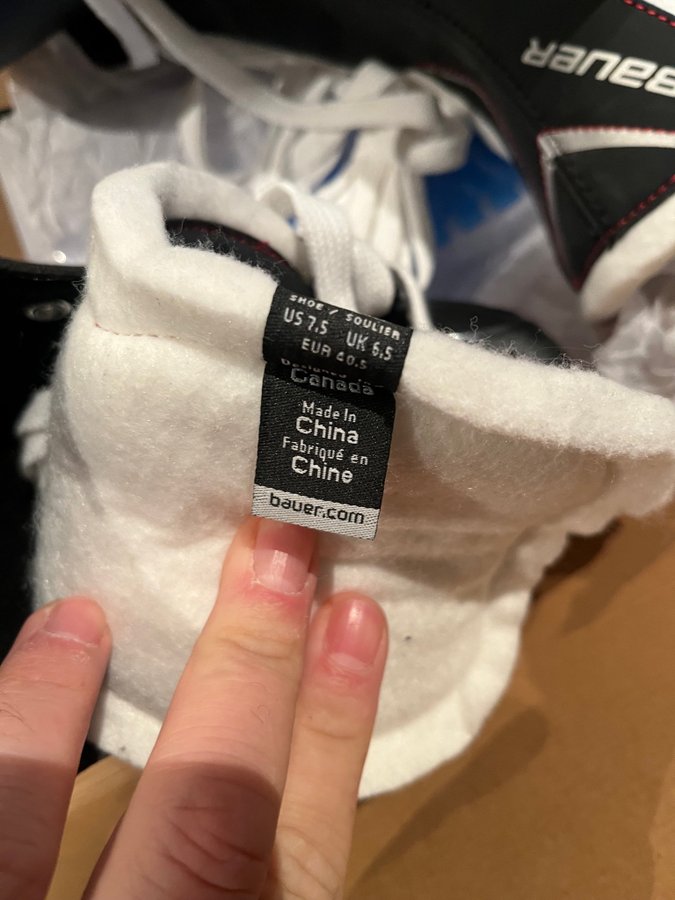 BAUER
SHOE / SOULIER
US 7,5 UK 6,5
EUR 40,5
Designed
Canada
Made In
China
Fabriqué en
Chine
bauer.com